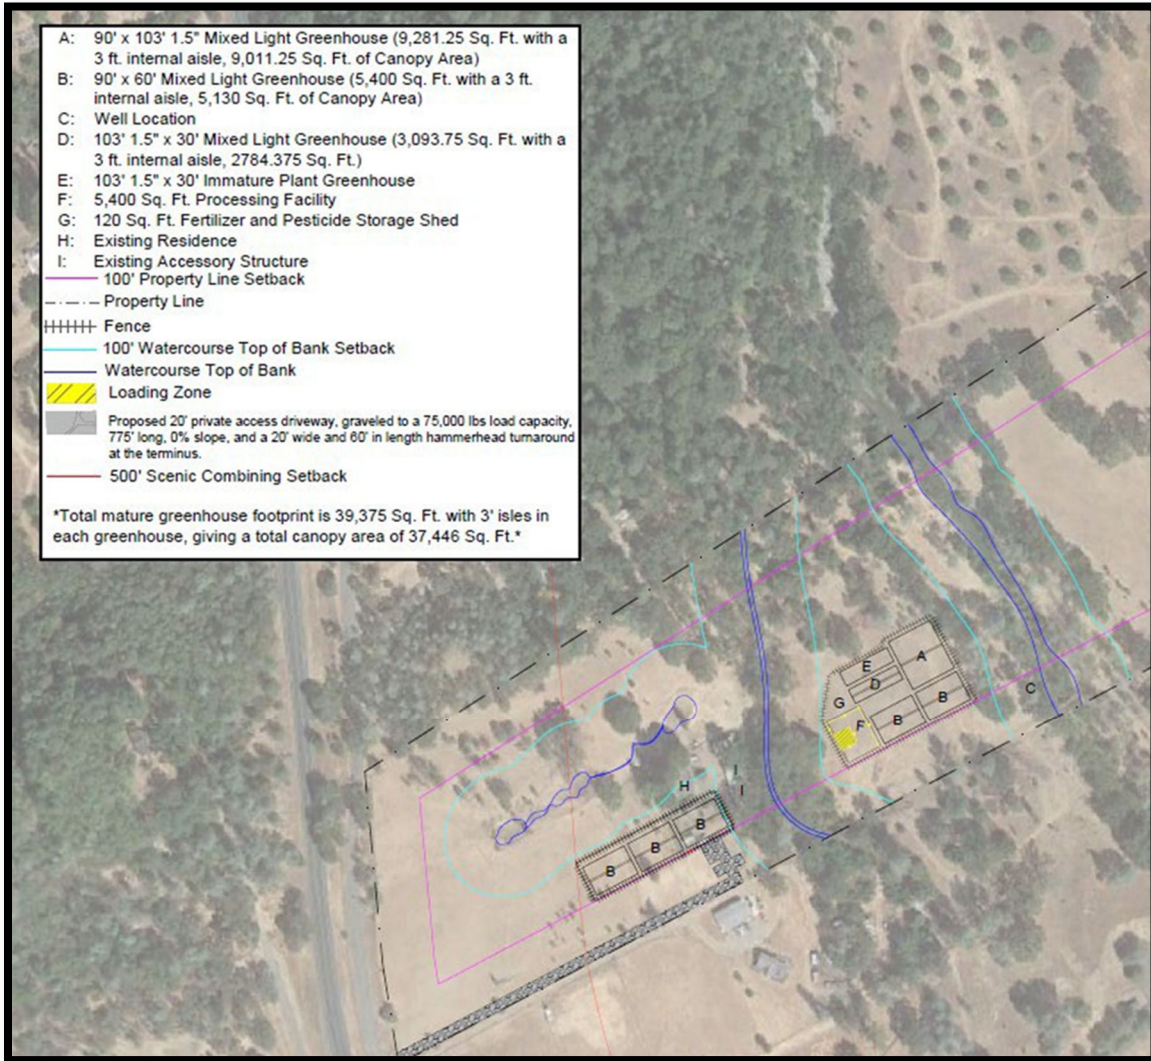 A: 90' x 103' 1.5" Mixed Light Greenhouse (9,281.25 Sq. Ft. with a
3 ft. internal aisle, 9,011.25 Sq. Ft. of Canopy Area)
B: 90' x 60' Mixed Light Greenhouse (5,400 Sq. Ft. with a 3 ft.
internal aisle, 5,130 Sq. Ft. of Canopy Area)
C: Well Location
D: 103' 1.5" x 30' Mixed Light Greenhouse (3,093.75 Sq. Ft. with a
3 ft. internal aisle, 2784.375 Sq. Ft.)
E: 103' 1.5" x 30' Immature Plant Greenhouse
F: 5,400 Sq. Ft. Processing Facility
G: 120 Sq. Ft. Fertilizer and Pesticide Storage Shed
H: Existing Residence
I: Existing Accessory Structure
100' Property Line Setback
Property Line
Fence
100' Watercourse Top of Bank Setback
Watercourse Top of Bank
Loading Zone
Proposed 20' private access driveway, graveled to a 75,000 lbs load capacity,
775' long, 0% slope, and a 20' wide and 60' in length hammerhead turnaround
at the terminus.
500' Scenic Combining Setback
*Total mature greenhouse footprint is 39,375 Sq. Ft. with 3' isles in
each greenhouse, giving a total canopy area of 37,446 Sq. Ft.*
A
E
D
G
F
B
B
C
H
I
I
B
B
B